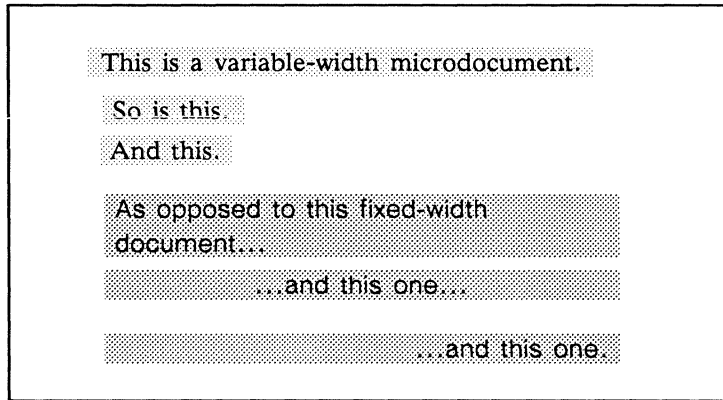 This is a variable-width microdocument.
So is this.
And this.
As opposed to this fixed-width
document...
...and this one...
...and this one.